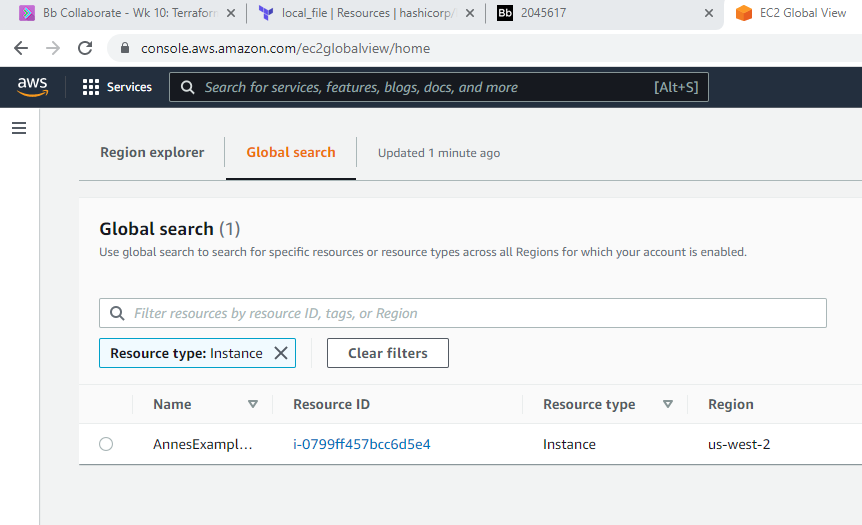 Bb Collaborate - Wk 10: Terraform
local_file | Resources | hashicorp/
Bb 2045617
EC2 Global View
console.aws.amazon.com/ec2globalview/home
aws
Services
Search for services, features, blogs, docs, and more
[Alt+S]
Region explorer
Global search
Updated 1 minute ago
Global search (1)
Use global search to search for specific resources or resource types across all Regions for which your account is enabled.
Filter resources by resource ID, tags, or Region
Resource type: Instance
Clear filters
Name Resource ID Resource type Region
AnnesExampl... i-0799ff457bcc6d5e4 Instance us-west-2